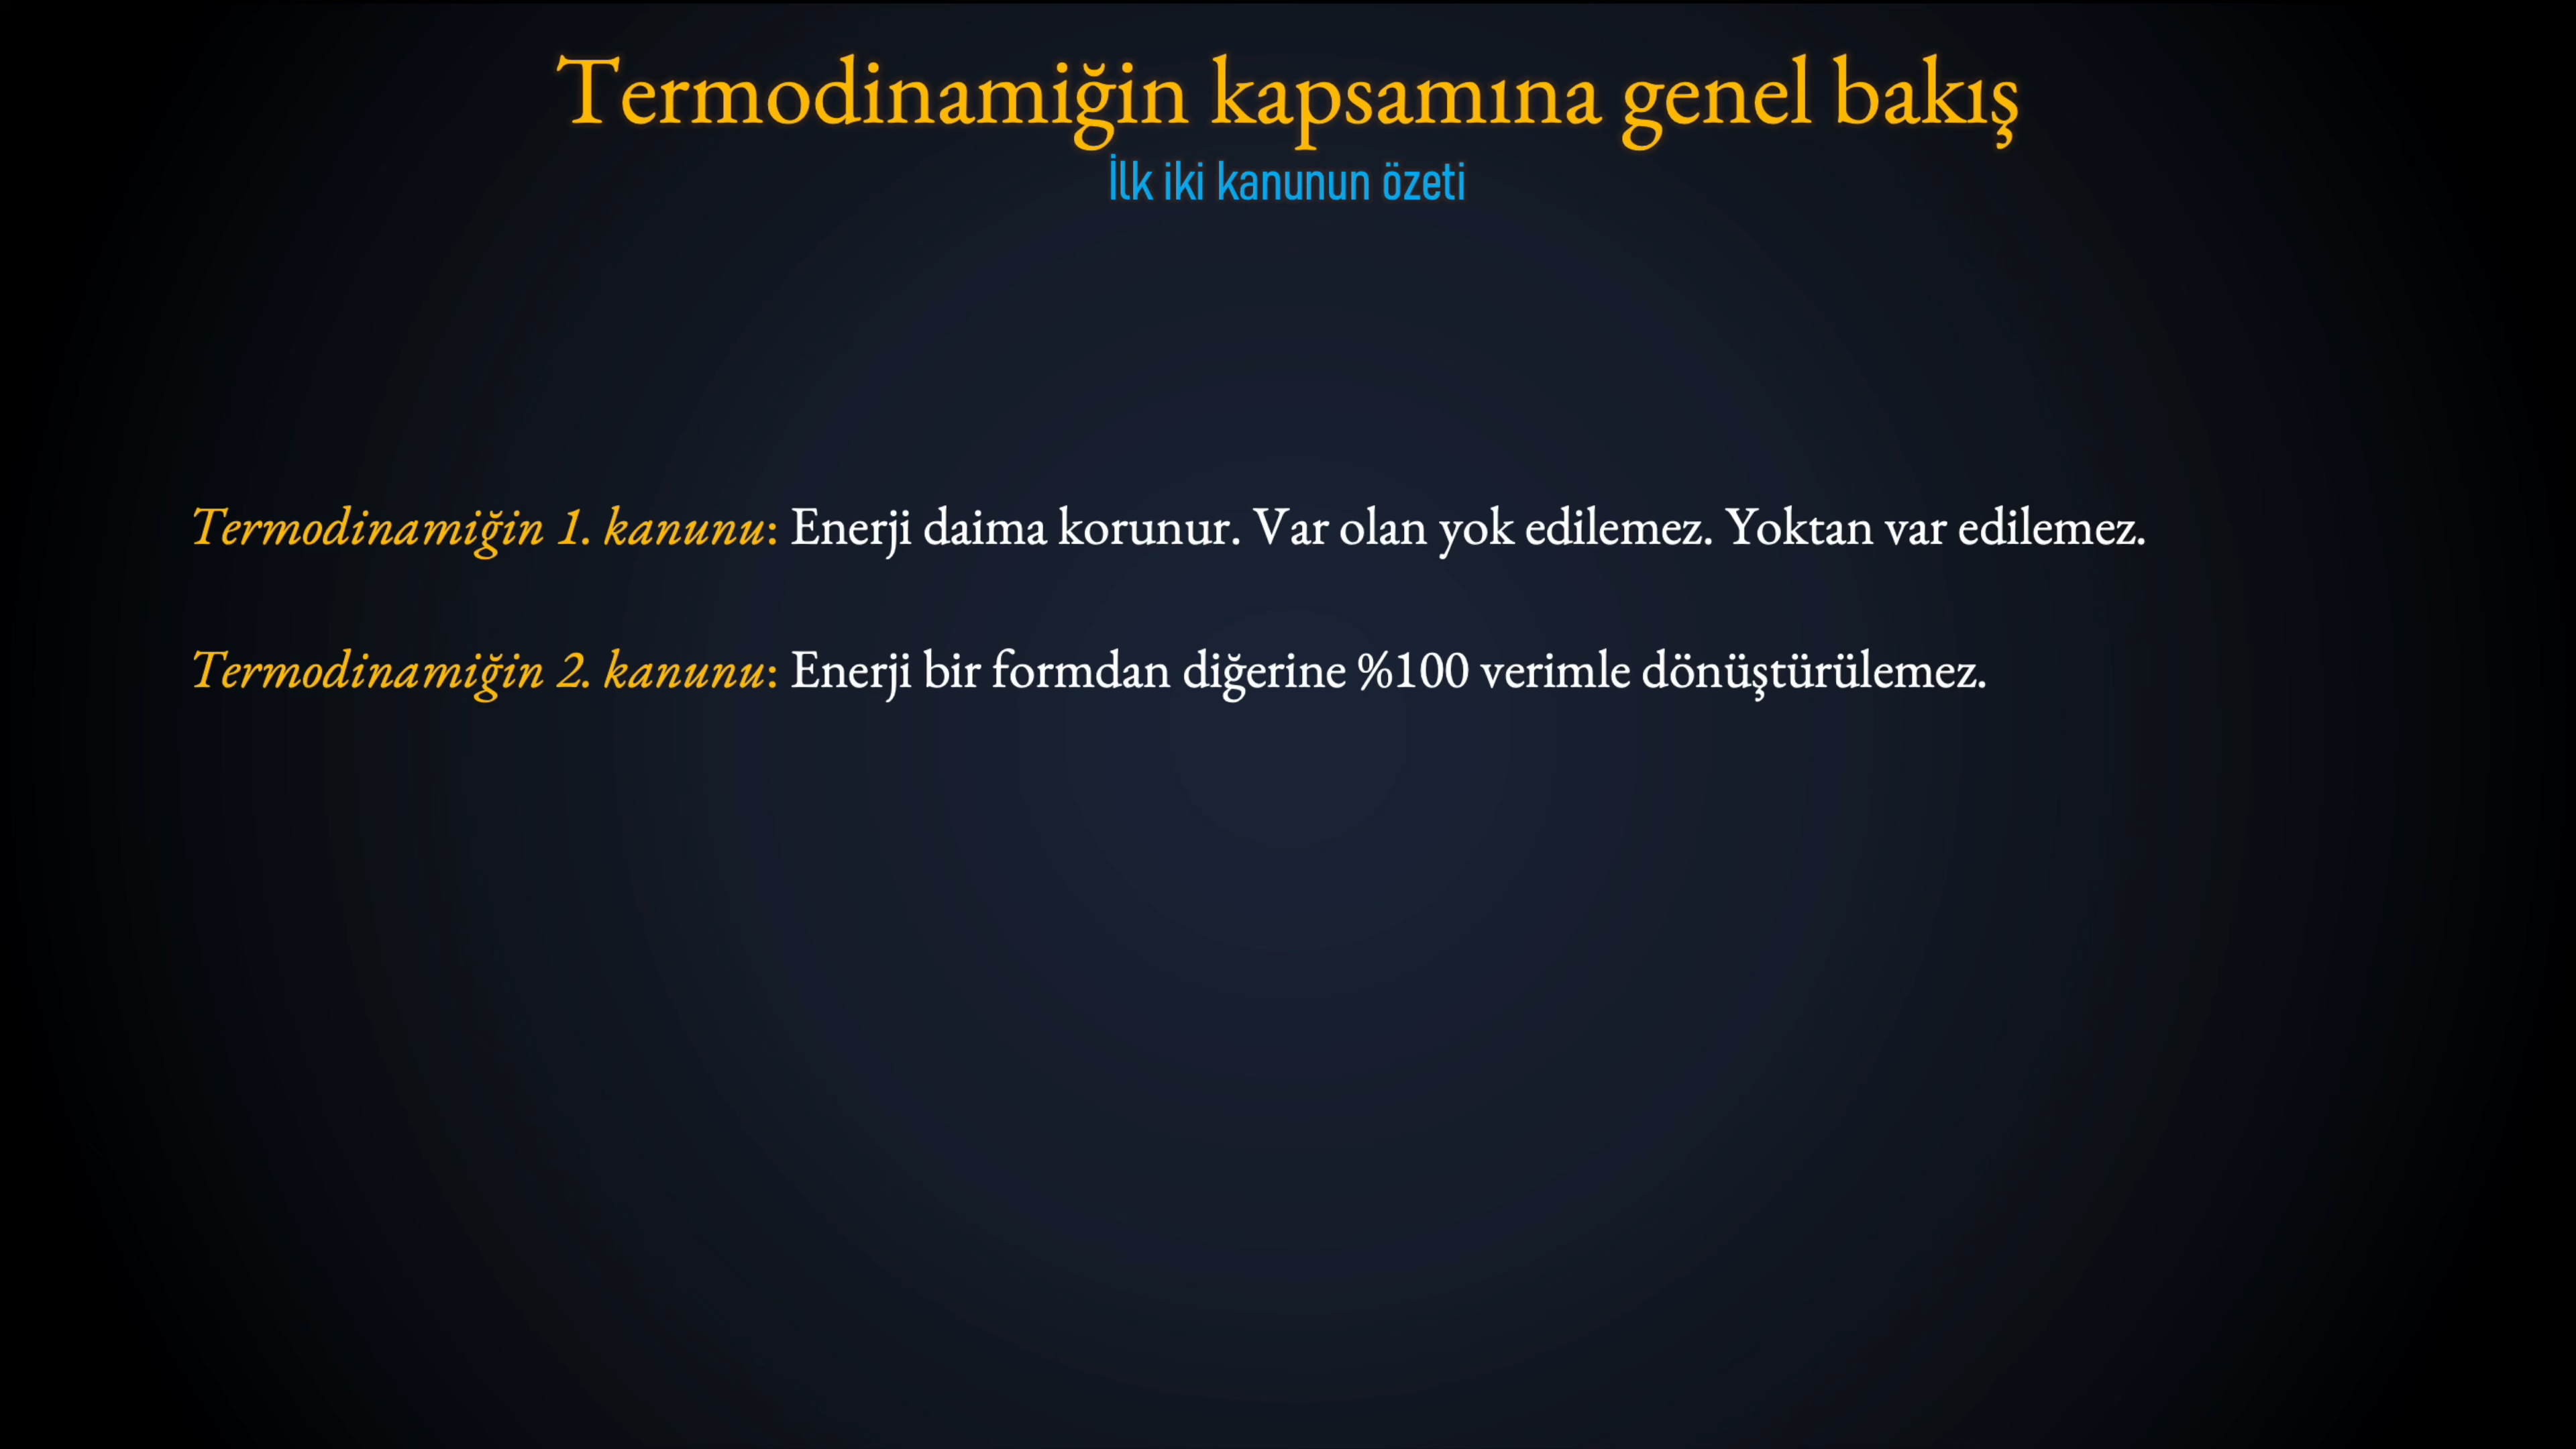 Termodinamiğin kapsamına genel bakış
İlk iki kanunun özeti
Termodinamiğin 1. kanunu: Enerji daima korunur. Var olan yok edilemez. Yoktan var edilemez.
Termodinamiğin 2. kanunu: Enerji bir formdan diğerine %100 verimle dönüştürülemez.